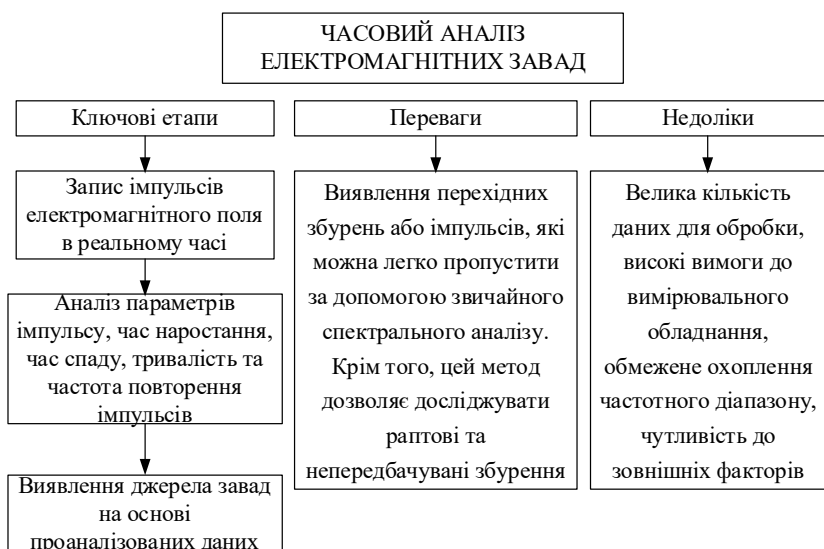 ЧАСОВИЙ АНАЛІЗ
ЕЛЕКТРОМАГНІТНИХ ЗАВАД
Ключові етапи
Запис імпульсів
електромагнітного поля
в реальному часі
Аналіз параметрів
імпульсу, час наростання,
час спаду, тривалість та
частота повторення
імпульсів
Виявлення джерела завад
на основі
проаналізованих даних
Переваги
Виявлення перехідних
збурень або імпульсів, які
можна легко пропустити
за допомогою звичайного
спектрального аналізу.
Крім того, цей метод
дозволяє досліджувати
раптові та
непередбачувані збурення
Недоліки
Велика кількість
даних для обробки,
високі вимоги до
вимірювального
обладнання,
обмежене охоплення
частотного діапазону,
чутливість до
зовнішніх факторів